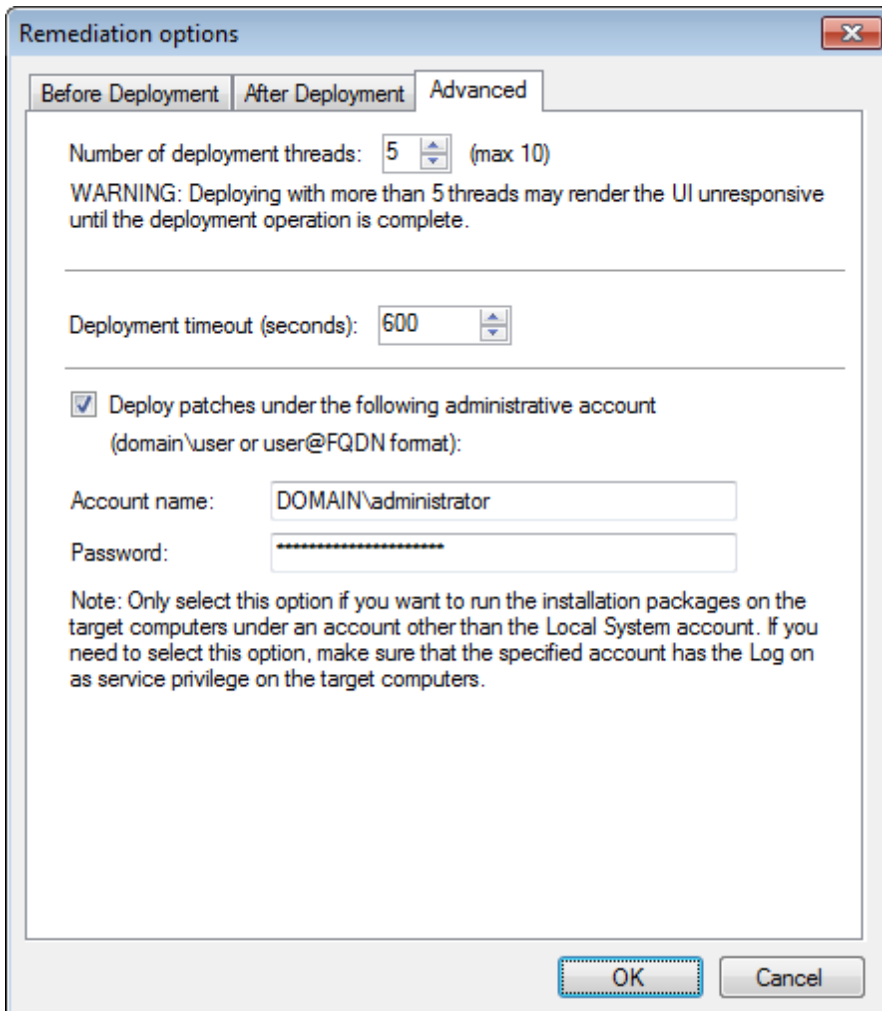 Remediation options
Before Deployment After Deployment Advanced
Number of deployment threads: 5 (max 10)
WARNING: Deploying with more than 5 threads may render the UI unresponsive
until the deployment operation is complete.
Deployment timeout (seconds): 600
Deploy patches under the following administrative account
(domain\user or user@FQDN format):
Account name: DOMAIN\administrator
Password: *********************
Note: Only select this option if you want to run the installation packages on the
target computers under an account other than the Local System account. If you
need to select this option, make sure that the specified account has the Log on
as service privilege on the target computers.
OK Cancel